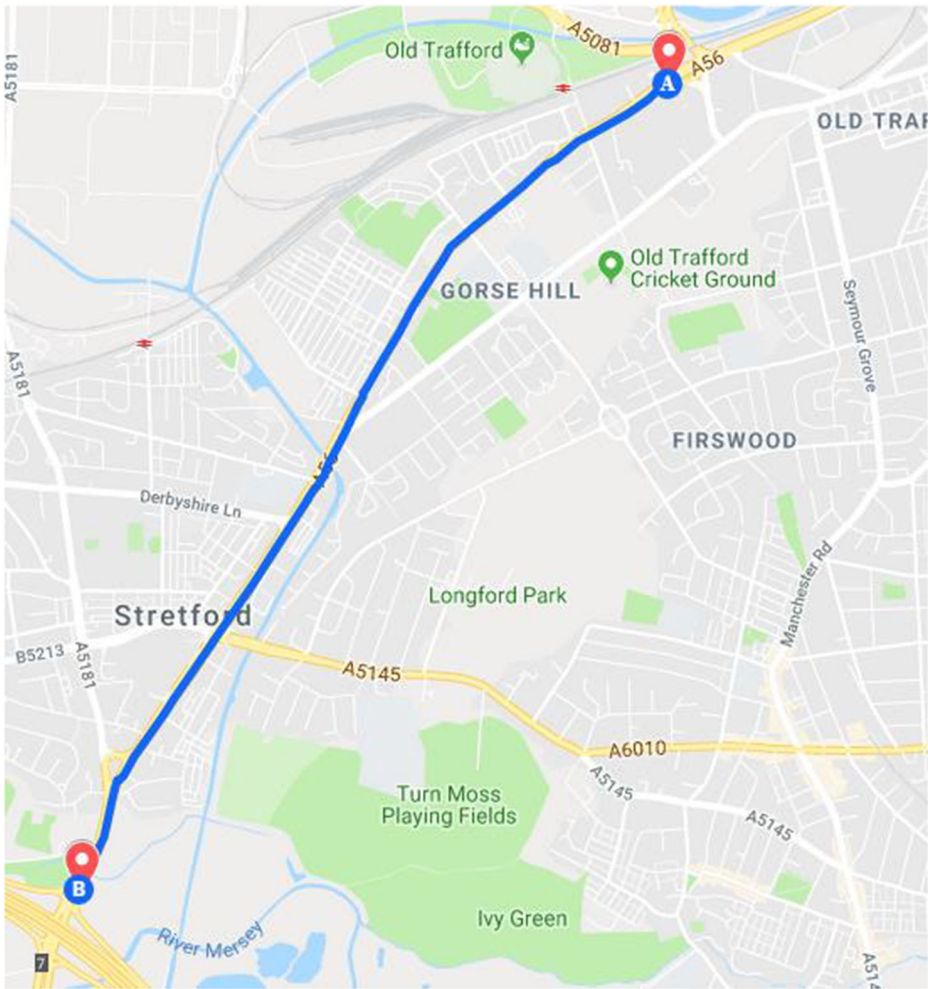 A5181
Old Trafford
A5081
A
A56
OLD TRAF
Old Trafford
Cricket Ground
GORSE HILL
Seymour Grove
A5181
FIRSWOOD
A56
Derbyshire Ln
Manchester Rd
Longford Park
Stretford
B5213
A5181
A5145
A6010
A5145
Turn Moss
Playing Fields
A5145
B
Ivy Green
River Mersey
7
A514